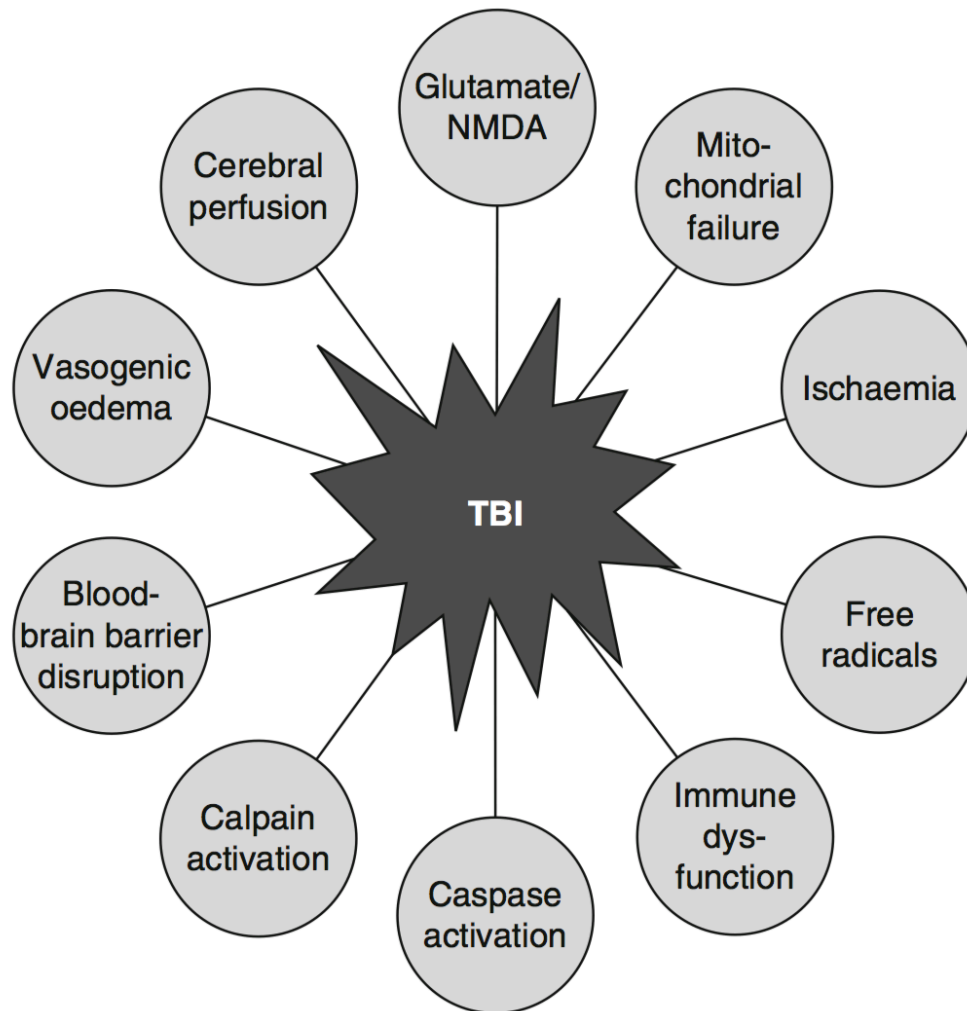 Glutamate/
NMDA
Mito-
chondrial
failure
Ischaemia
Free
radicals
Immune
dys-
function
Caspase
activation
Calpain
activation
Blood-
brain barrier
disruption
Vasogenic
oedema
Cerebral
perfusion
TBI